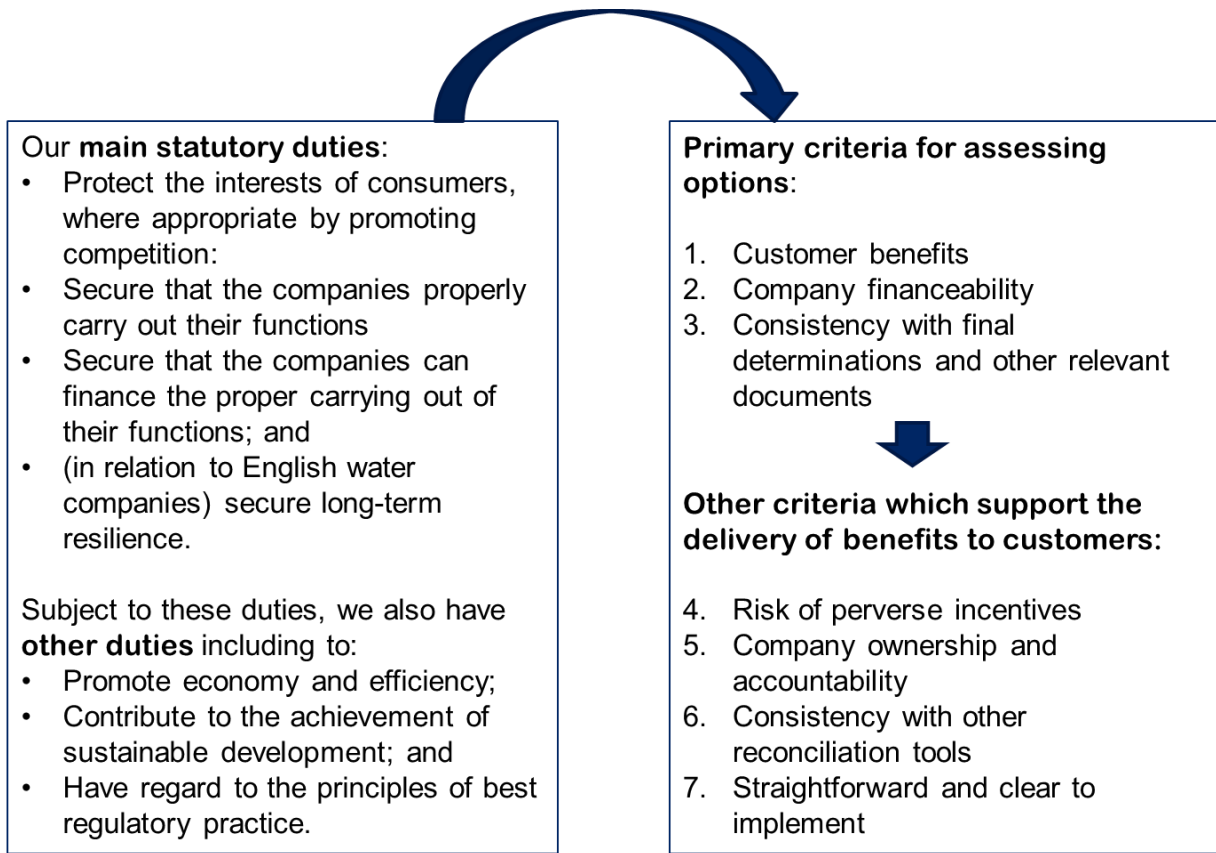 Our main statutory duties:
• Protect the interests of consumers,
where appropriate by promoting
competition:
• Secure that the companies properly
carry out their functions
• Secure that the companies can
finance the proper carrying out of
their functions; and
• (in relation to English water
companies) secure long-term
resilience.
Subject to these duties, we also have
other duties including to:
• Promote economy and efficiency;
• Contribute to the achievement of
sustainable development; and
• Have regard to the principles of best
regulatory practice.
Primary criteria for assessing
options:
1. Customer benefits
2. Company financeability
3. Consistency with final
determinations and other relevant
documents
Other criteria which support the
delivery of benefits to customers:
4. Risk of perverse incentives
5. Company ownership and
accountability
6. Consistency with other
reconciliation tools
7. Straightforward and clear to
implement